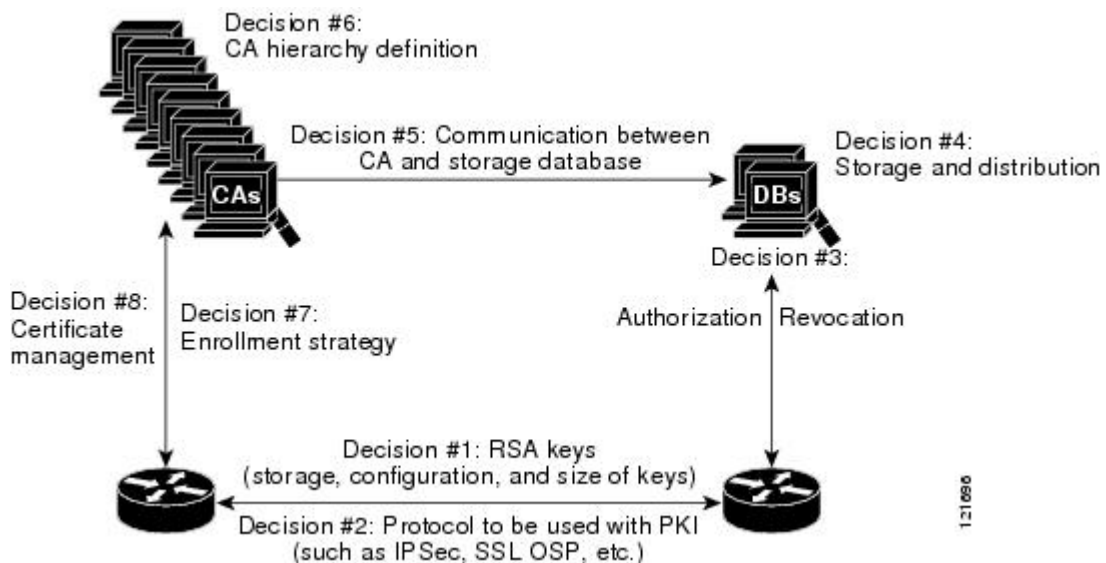 Decision #6:
CA hierarchy definition
Decision #5: Communication between
CA and storage database
Decision #4:
Storage and distribution
CAs
DBs
Decision #3:
Authorization
Revocation
Decision #8:
Certificate
management
Decision #7:
Enrollment strategy
Decision #1: RSA keys
(storage, configuration, and size of keys)
Decision #2: Protocol to be used with PKI
(such as IPSec, SSL OSP, etc.)
121696